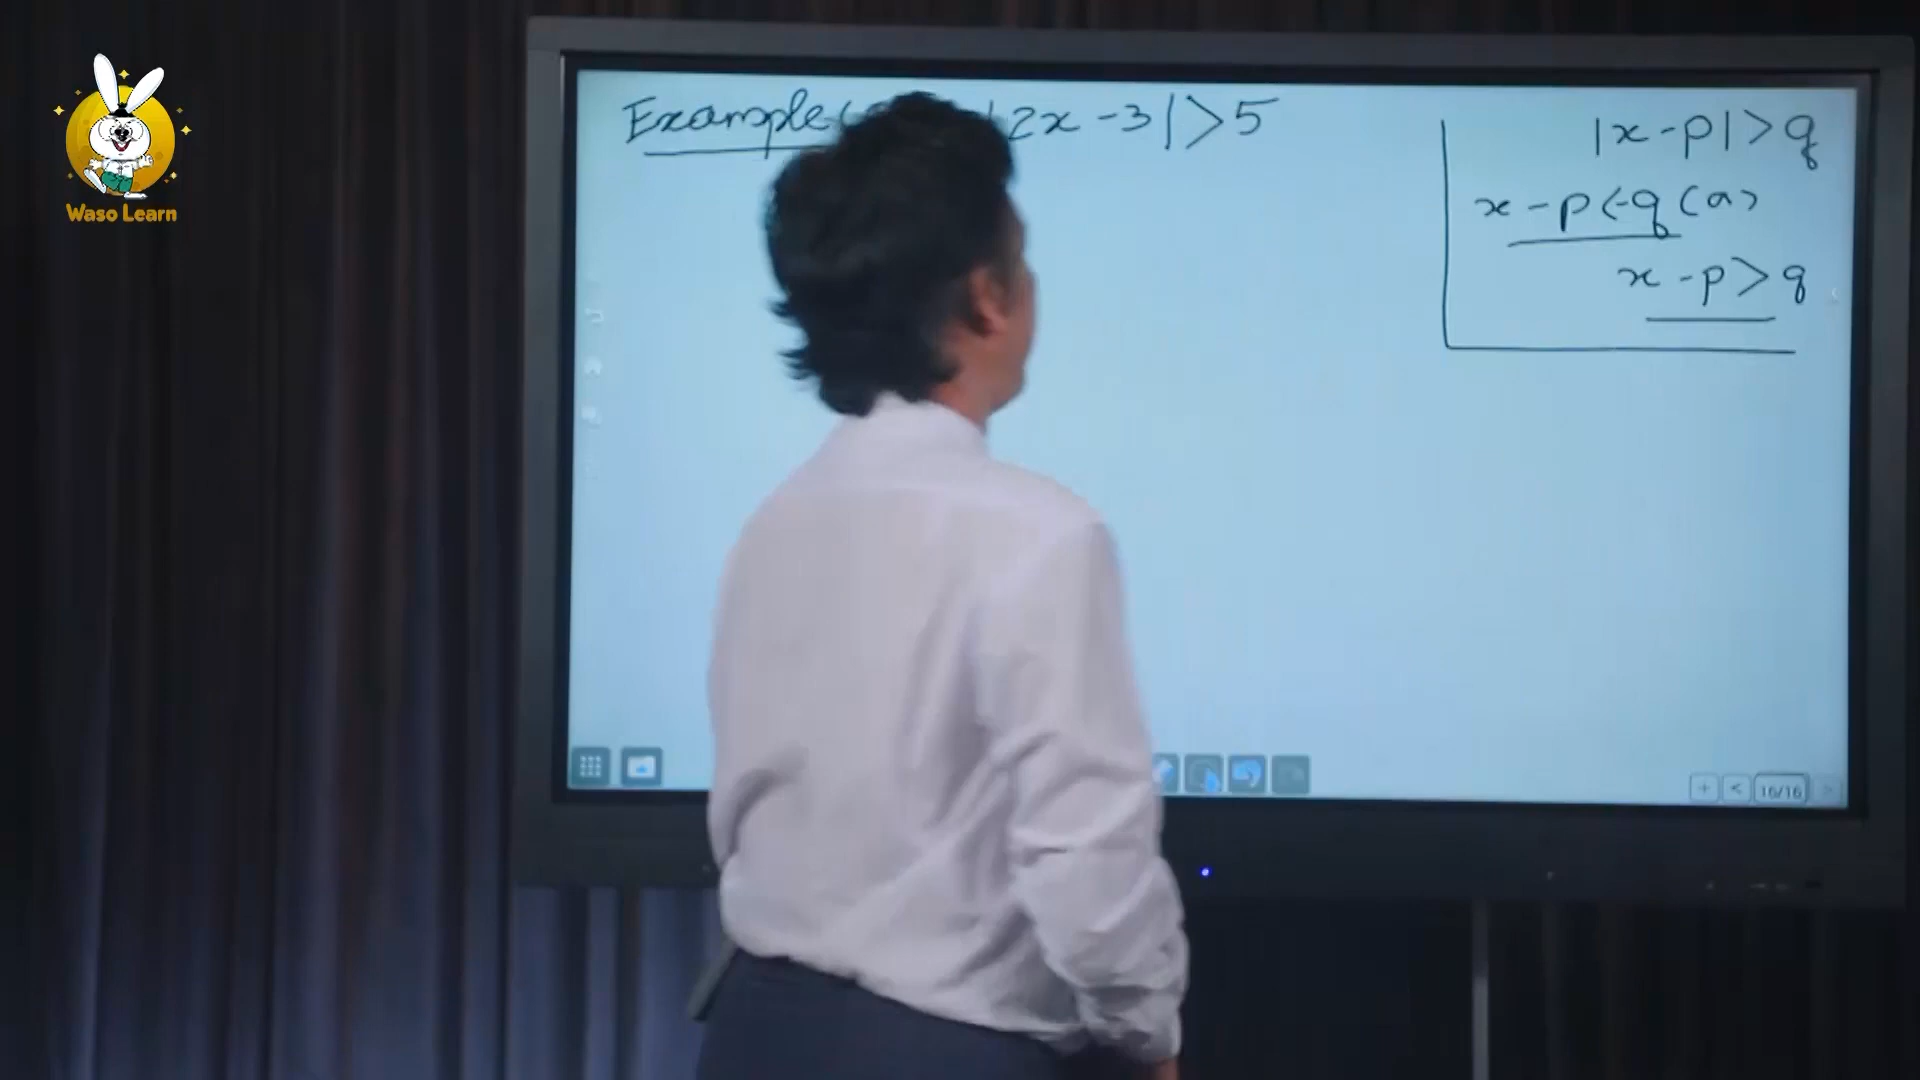 Waso Learn
Example |2x-3|>5
|x-p|>q
x-p<-q (or)
x-p>q
16/16